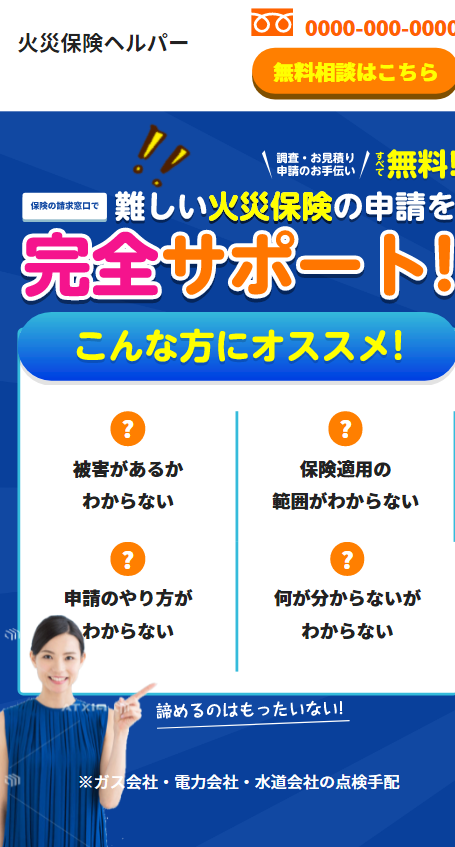 火災保険ヘルパー
0000-000-0000
無料相談はこちら
調査・お見積り
申請のお手伝い
すべて
無料!
保険の請求窓口で
難しい火災保険の申請を
完全サポート!
こんな方にオススメ!
?
?
被害があるか
わからない
保険適用の
範囲がわからない
?
?
申請のやり方が
わからない
何が分からないが
わからない
諦めるのはもったいない!
※ガス会社・電力会社・水道会社の点検手配